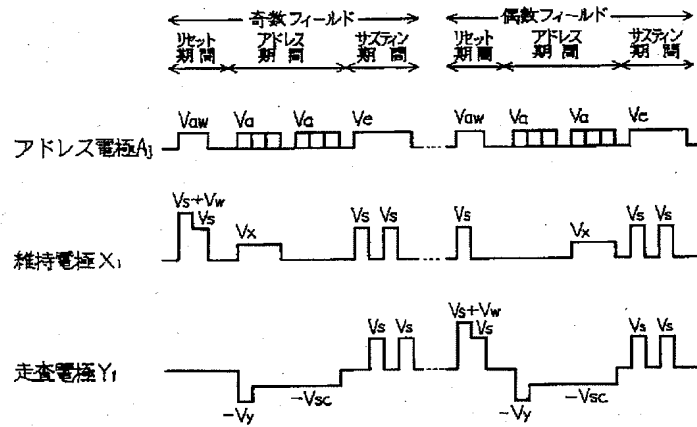 奇数フィールド 偶数フィールド
リセット 期間 アドレス 期間 サスティン 期間 リセット 期間 アドレス 期間 サスティン 期間
アドレス電極Aj Vaw Va Va Ve Vaw Va Va Ve
Vs+Vw
維持電極X1 Vs Vx Vs Vs Vs Vx Vs Vs
Vs+Vw
走査電極Y1 Vs Vs Vs Vs Vs
-Vy -Vsc -Vy -Vsc